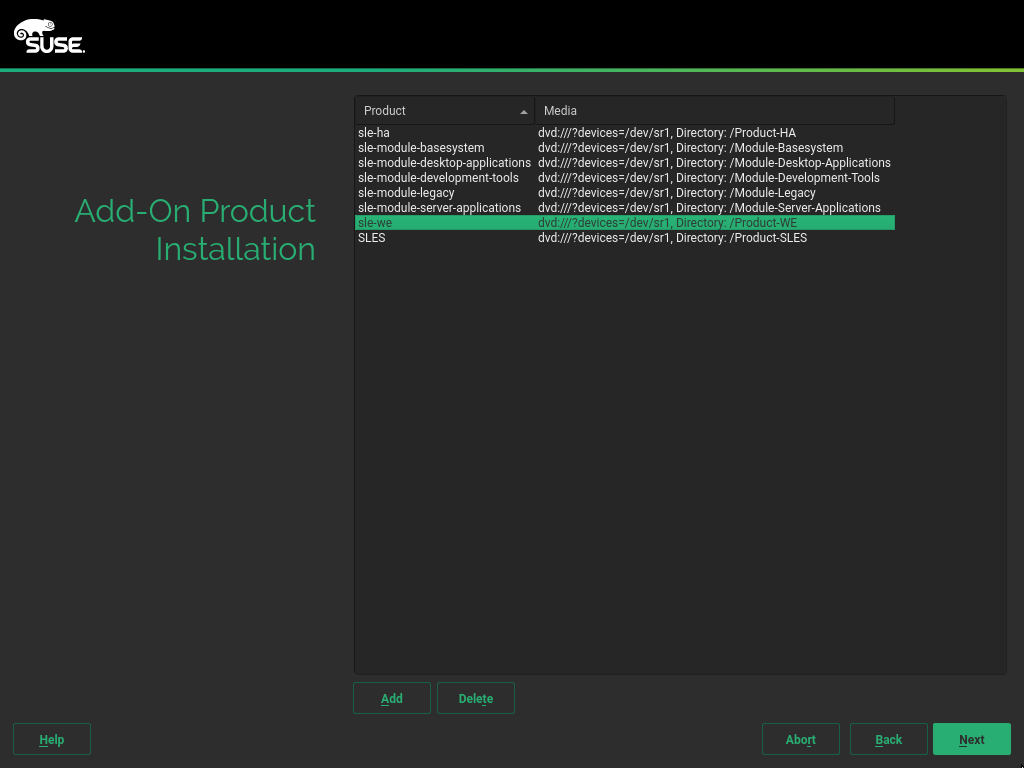 SUSE.
Add-On Product
Installation
Product Media
sle-ha dvd:///?devices=/dev/sr1, Directory: /Product-HA
sle-module-basesystem dvd:///?devices=/dev/sr1, Directory: /Module-Basesystem
sle-module-desktop-applications dvd:///?devices=/dev/sr1, Directory: /Module-Desktop-Applications
sle-module-development-tools dvd:///?devices=/dev/sr1, Directory: /Module-Development-Tools
sle-module-legacy dvd:///?devices=/dev/sr1, Directory: /Module-Legacy
sle-module-server-applications dvd:///?devices=/dev/sr1, Directory: /Module-Server-Applications
sle-we dvd:///?devices=/dev/sr1, Directory: /Product-WE
SLES dvd:///?devices=/dev/sr1, Directory: /Product-SLES
Add Delete
Help Abort Back Next